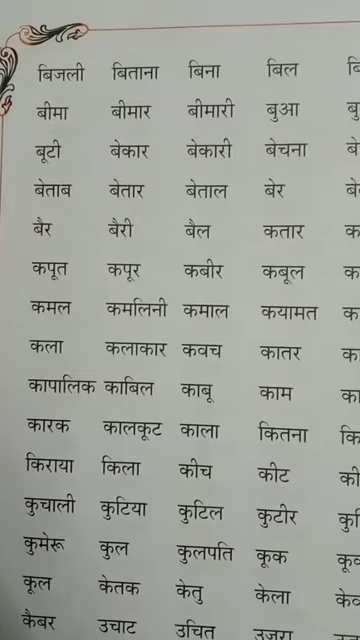 बिजली बिताना बिना बिल
बीमा बीमार बीमारी बुआ
बूटी बेकार बेकारी बेचना
बेताब बेतार बेताल बेर
बैर बैरी बैल कतार
कपूत कपूर कबीर कबूल
कमल कमलिनी कमाल कयामत
कला कलाकार कवच कातर
कापालिक काबिल काबू काम
कारक कालकूट काला कितना
किराया किला कीच कीट
कुचाली कुटिया कुटिल कुटीर
कुमेरू कुल कुलपति कूक
कूल केतक केतु केला
कैबर उचाट उचित